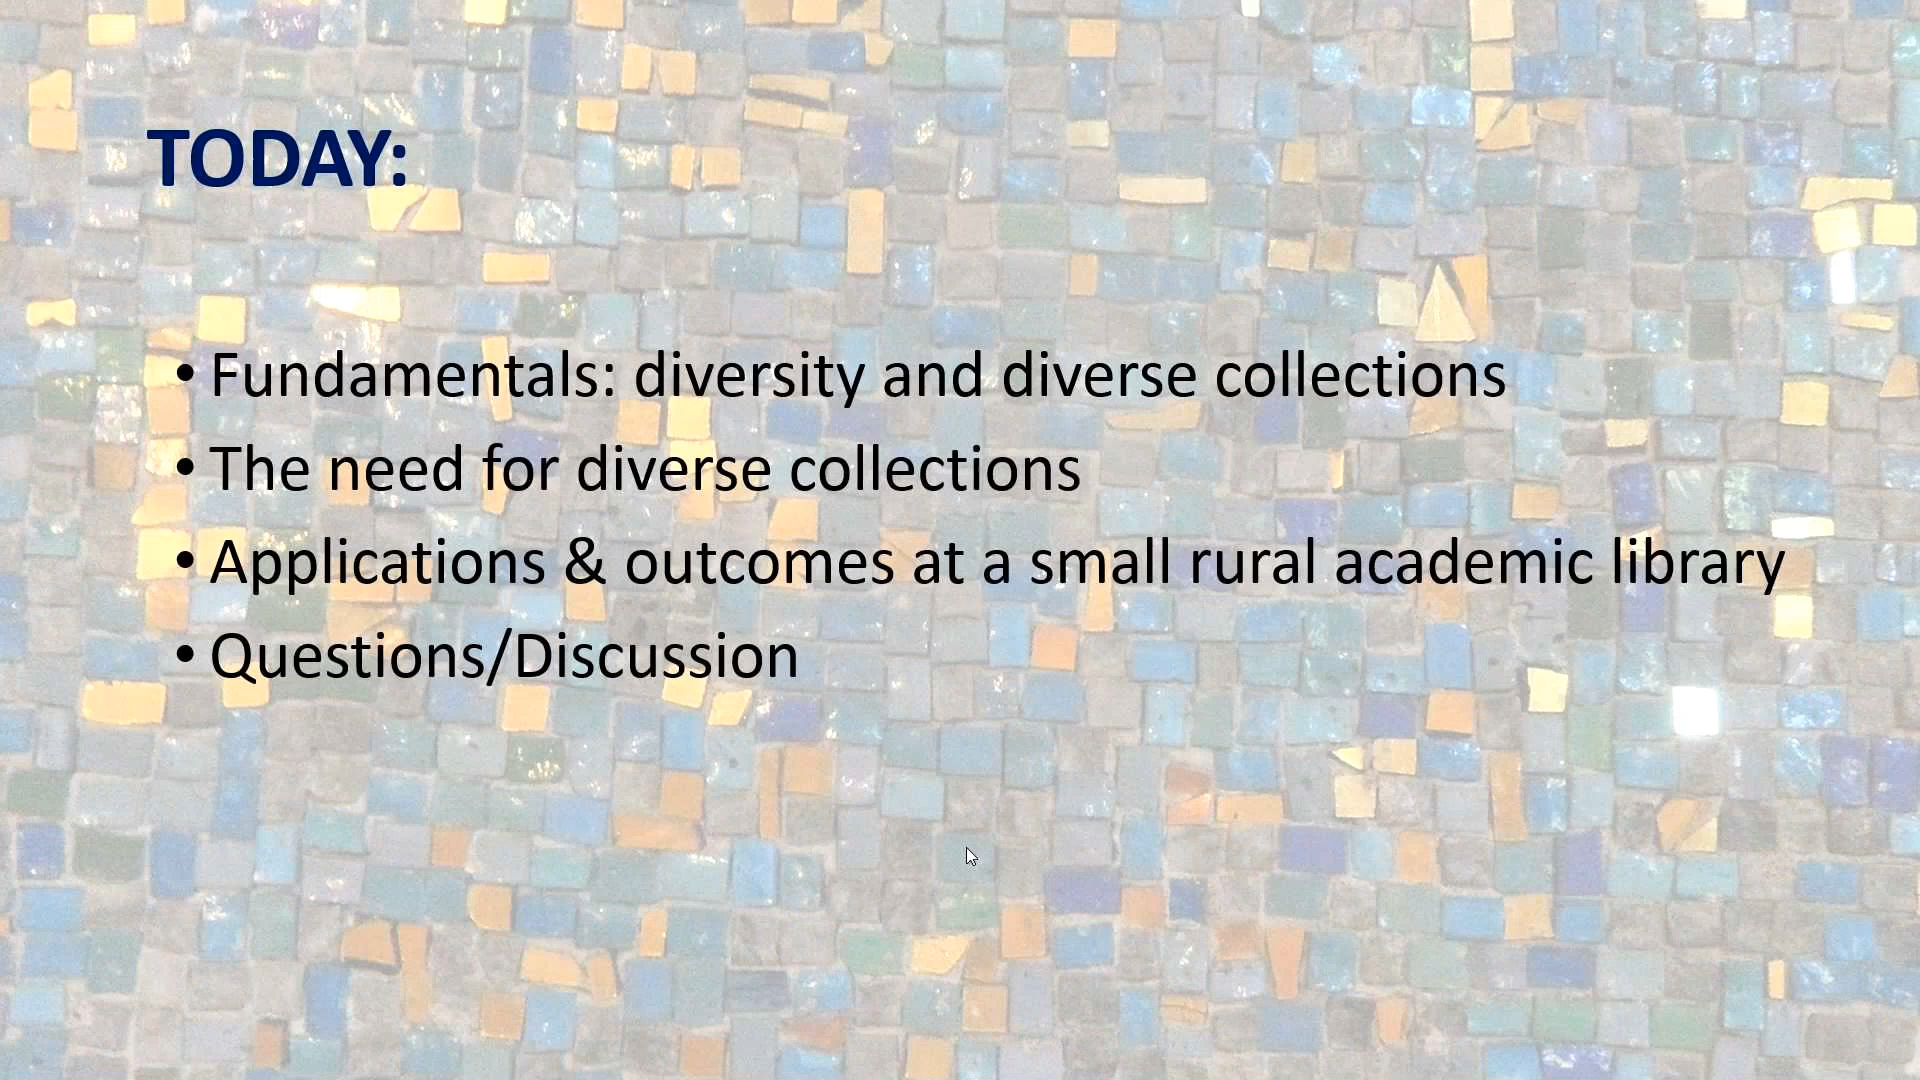 TODAY:
• Fundamentals: diversity and diverse collections
• The need for diverse collections
• Applications & outcomes at a small rural academic library
• Questions/Discussion